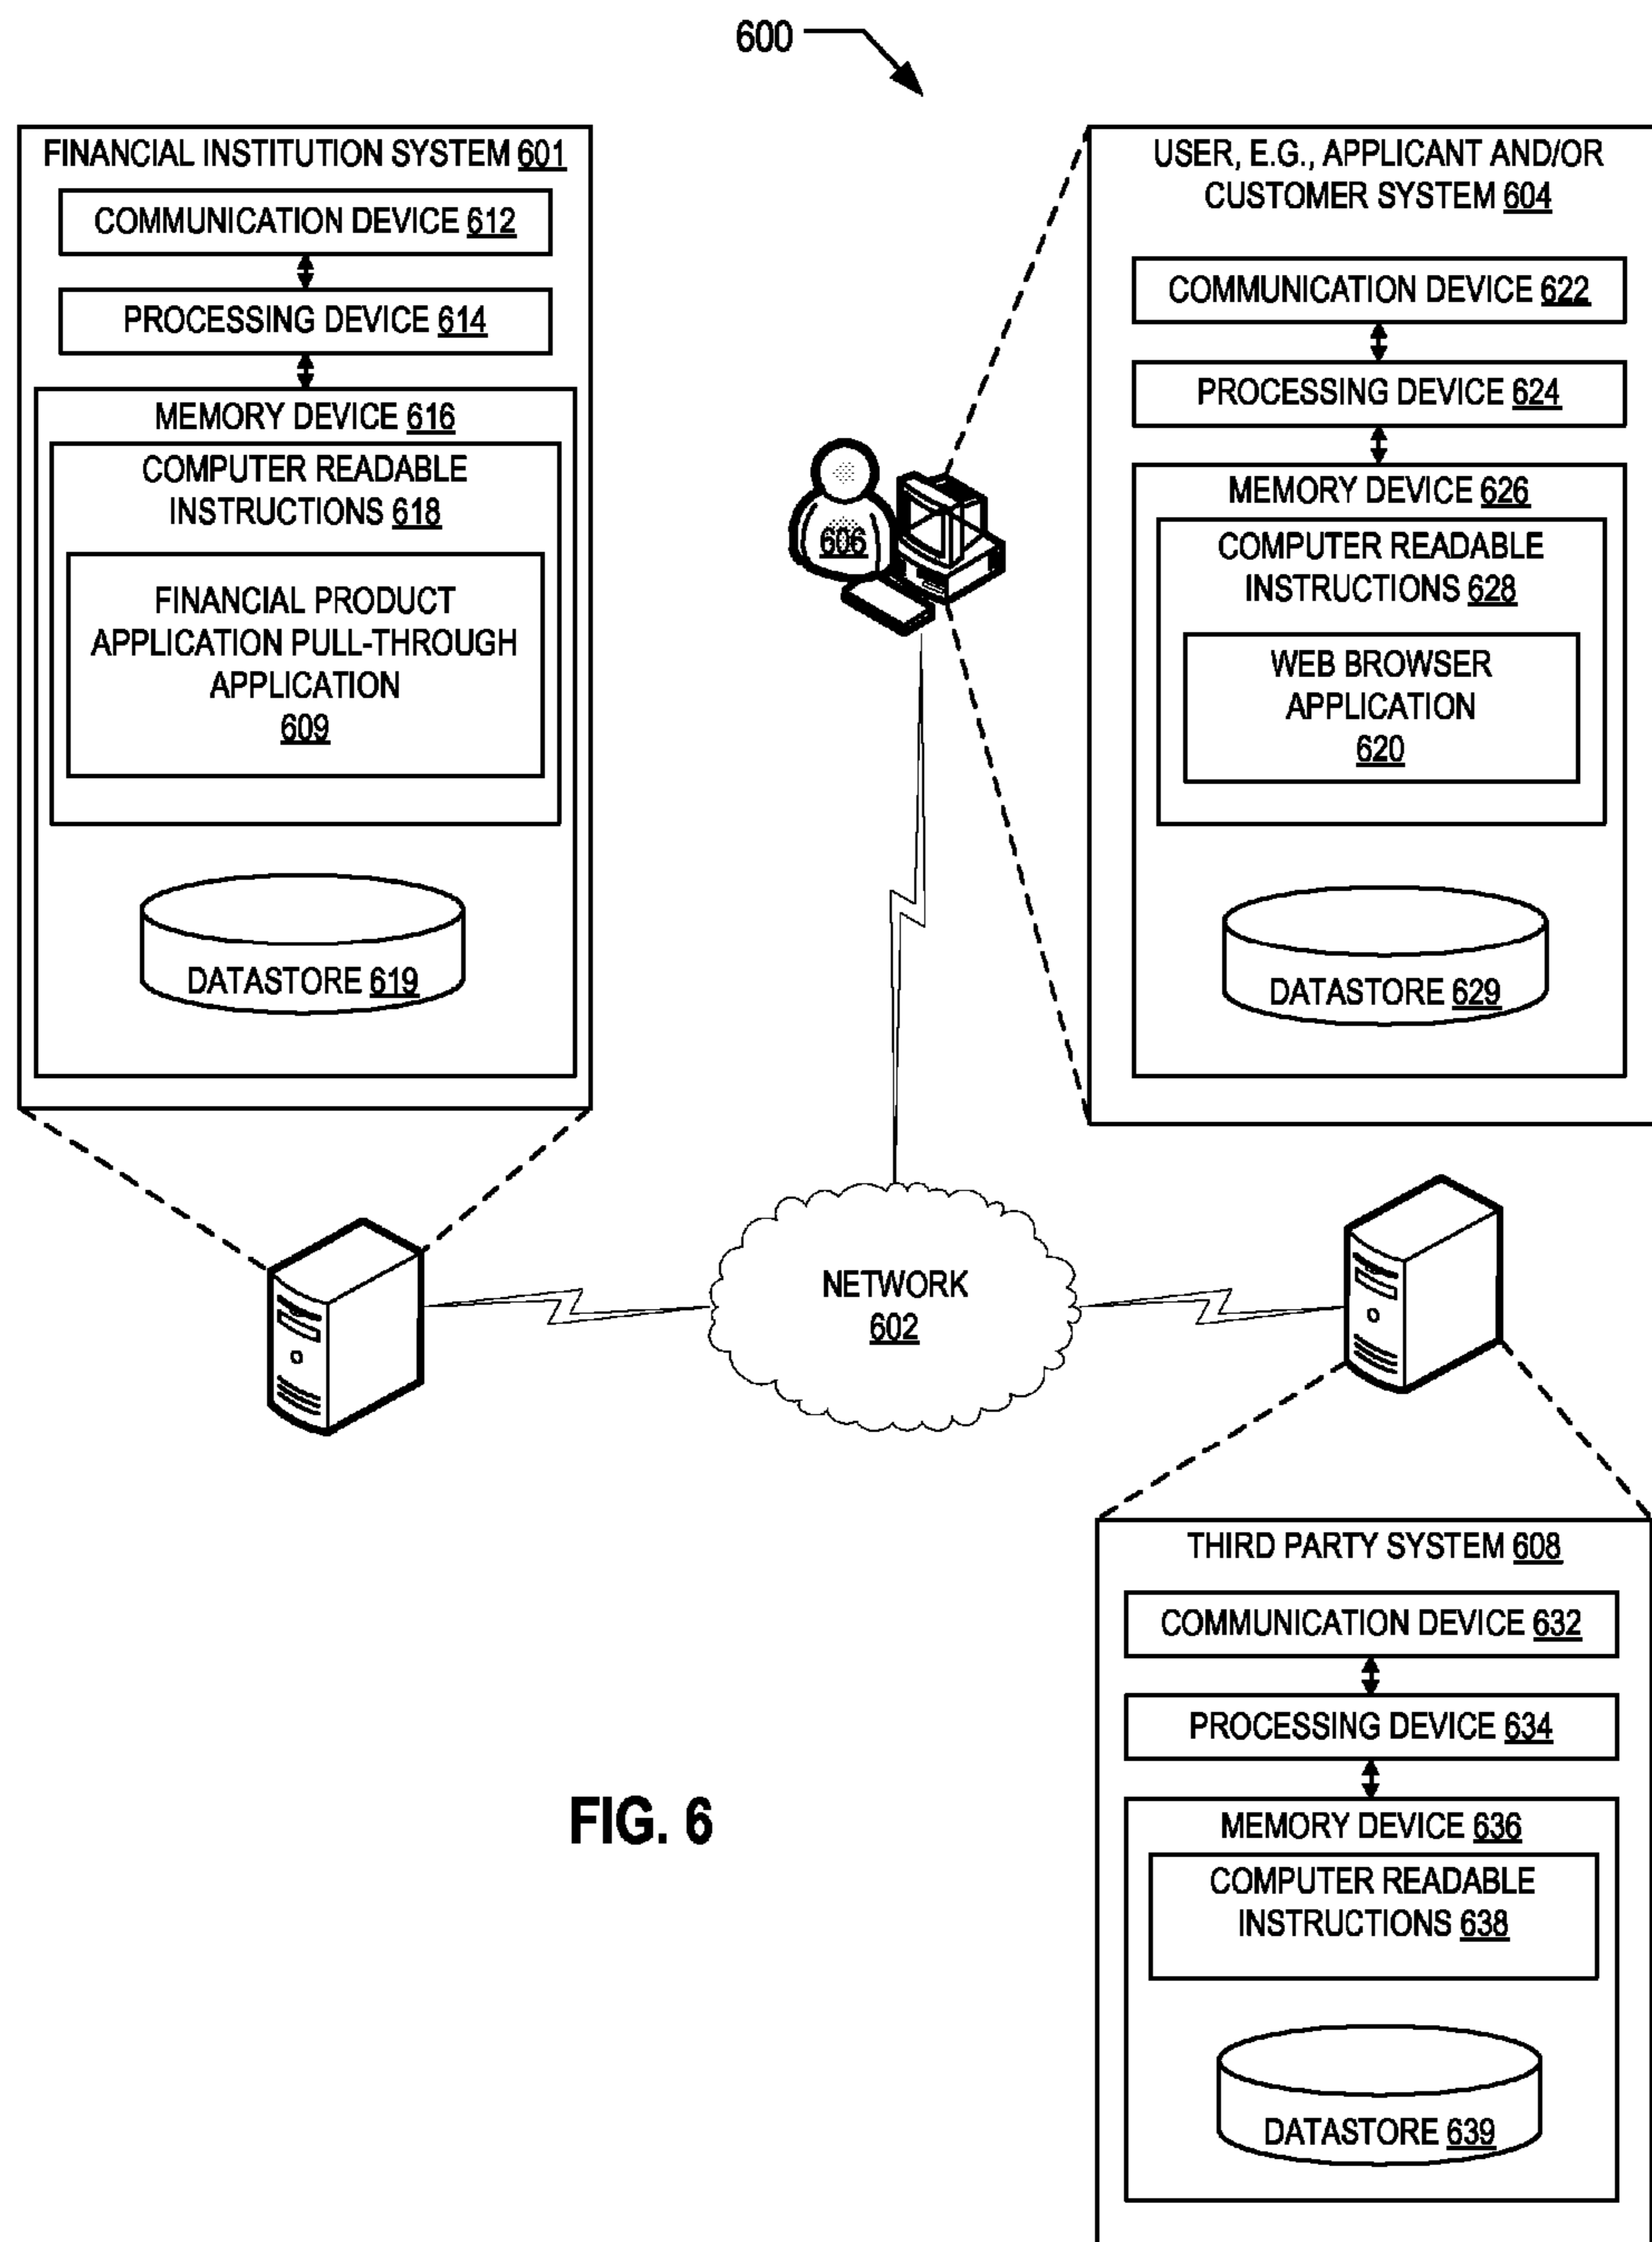 600
FINANCIAL INSTITUTION SYSTEM 601
COMMUNICATION DEVICE 612
PROCESSING DEVICE 614
MEMORY DEVICE 616
COMPUTER READABLE
INSTRUCTIONS 618
FINANCIAL PRODUCT
APPLICATION PULL-THROUGH
APPLICATION
609
DATASTORE 619
606
USER, E.G., APPLICANT AND/OR
CUSTOMER SYSTEM 604
COMMUNICATION DEVICE 622
PROCESSING DEVICE 624
MEMORY DEVICE 626
COMPUTER READABLE
INSTRUCTIONS 628
WEB BROWSER
APPLICATION
620
DATASTORE 629
NETWORK
602
THIRD PARTY SYSTEM 608
COMMUNICATION DEVICE 632
PROCESSING DEVICE 634
MEMORY DEVICE 636
COMPUTER READABLE
INSTRUCTIONS 638
DATASTORE 639
FIG. 6